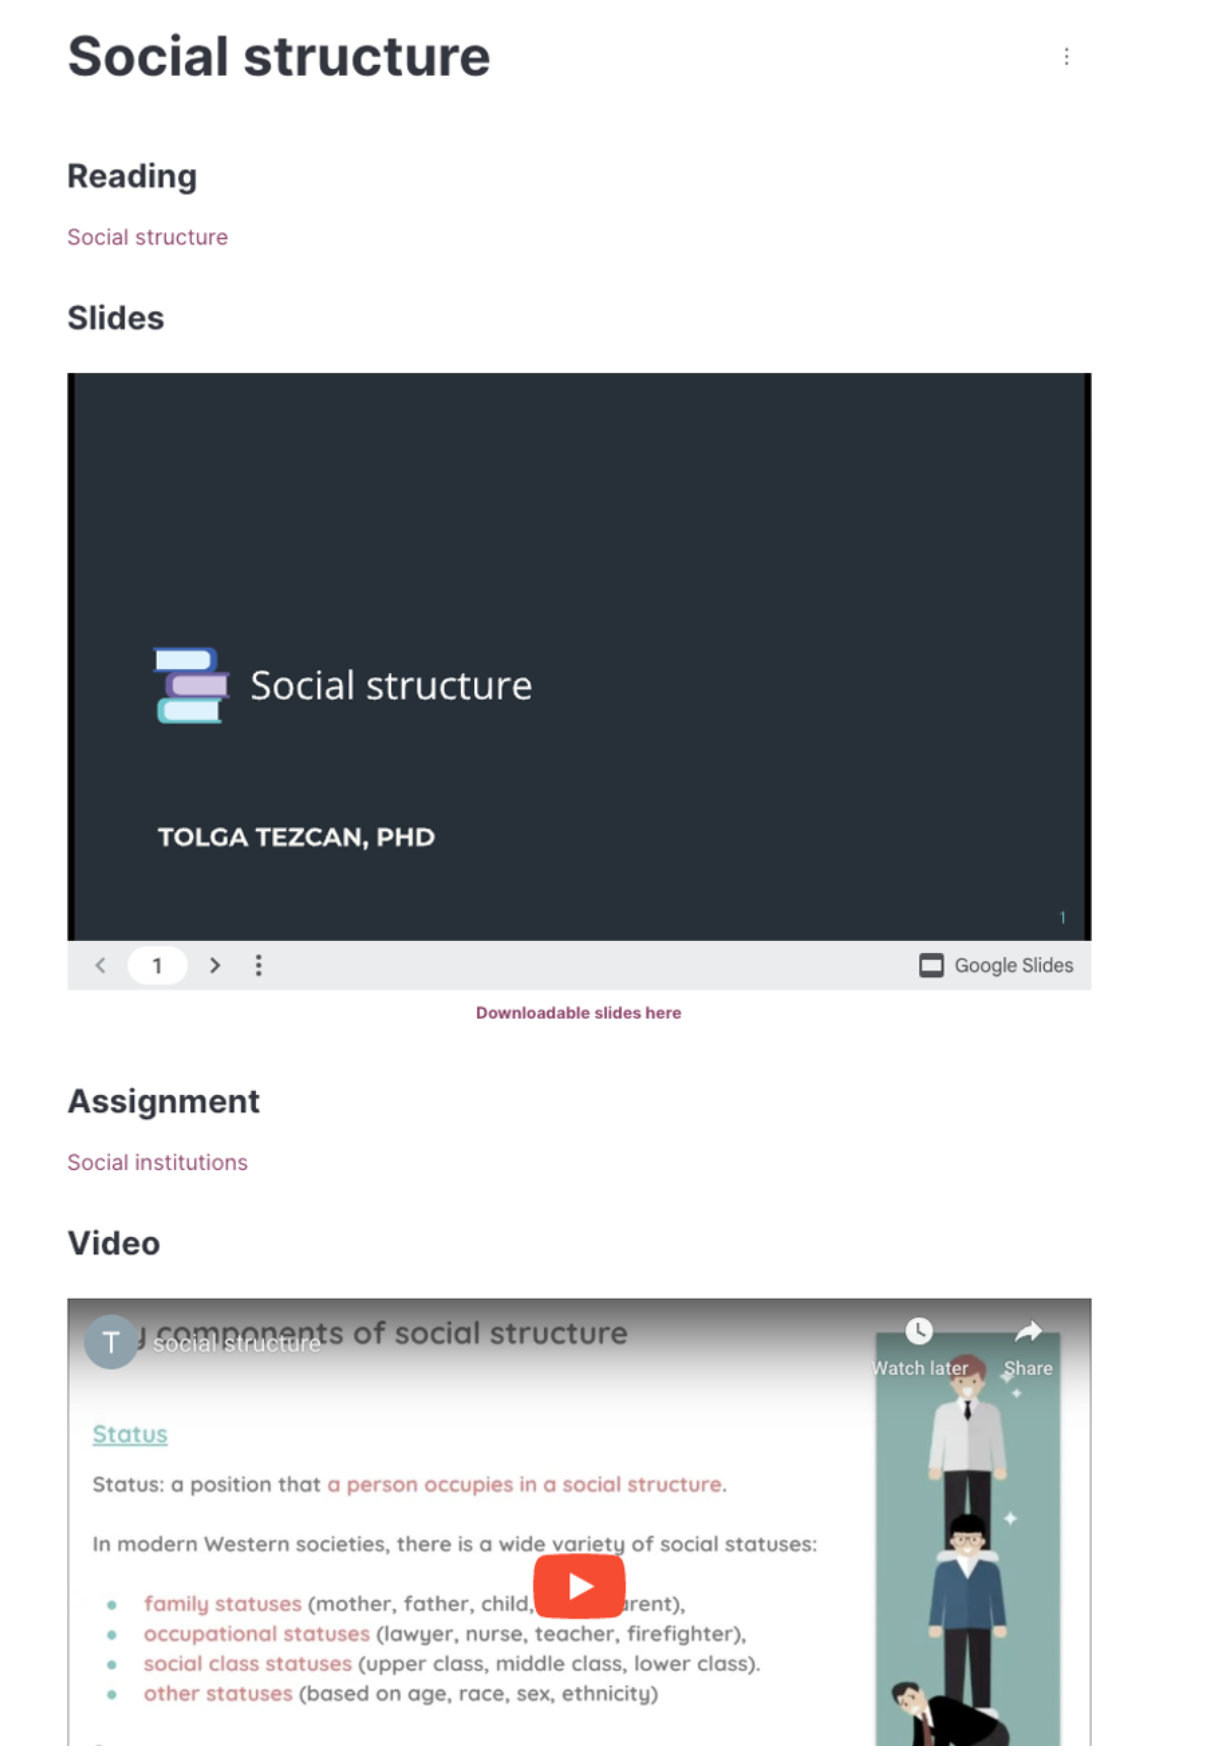 Social structure
Reading
Social structure
Slides
Social structure
TOLGA TEZCAN, PHD
1
1
Google Slides
Downloadable slides here
Assignment
Social institutions
Video
T
components of social structure
social structure
Watch later
Share
Status
Status: a position that a person occupies in a social structure.
In modern Western societies, there is a wide variety of social statuses:
family statuses (mother, father, child,
occupational statuses (lawyer, nurse, teacher, firefighter),
social class statuses (upper class, middle class, lower class).
other statuses (based on age, race, sex, ethnicity)